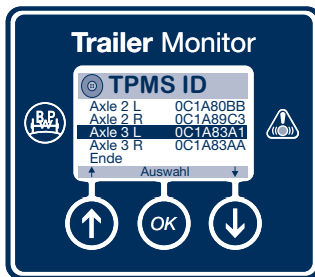 Trailer Monitor
TPMS ID
Axle 2 L 0C1A80BB
Axle 2 R 0C1A89C3
Axle 3 L 0C1A83A1
Axle 3 R 0C1A83AA
Ende
↑ Auswahl ↓
BPW
↑ OK ↓